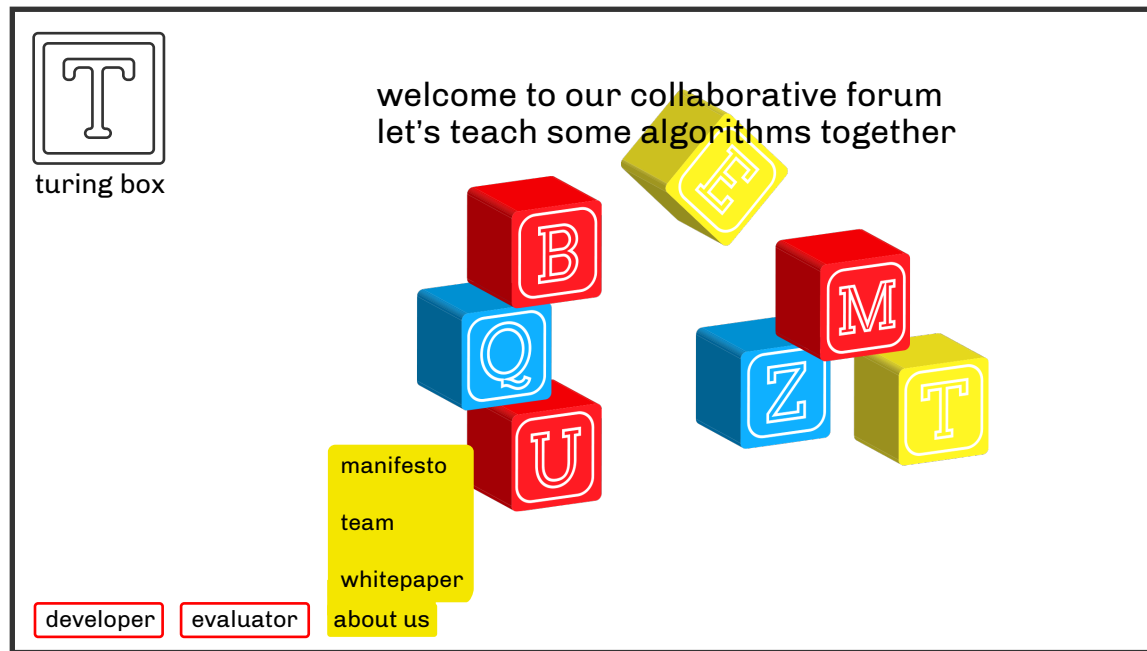 T
turing box
welcome to our collaborative forum
let's teach some algorithms together
E
B
M
Q
Z
T
U
manifesto
team
whitepaper
developer
evaluator
about us